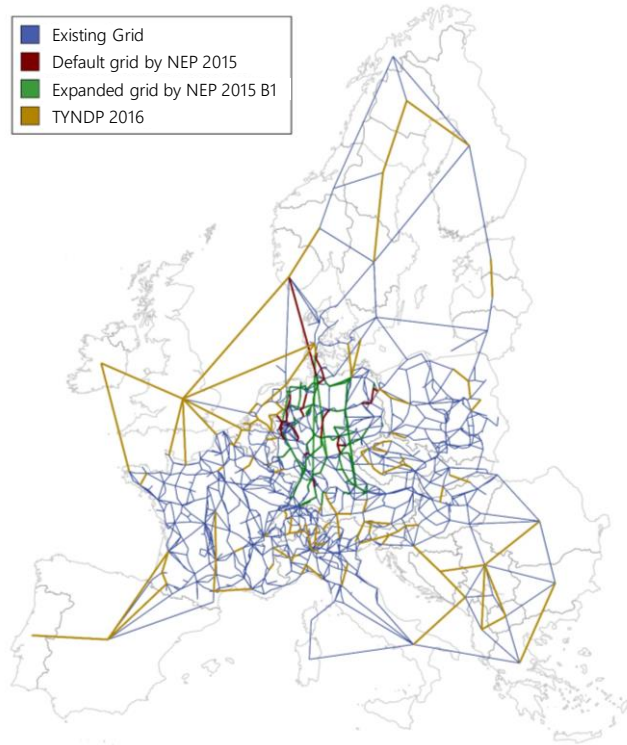 Existing Grid
Default grid by NEP 2015
Expanded grid by NEP 2015 B1
TYNDP 2016